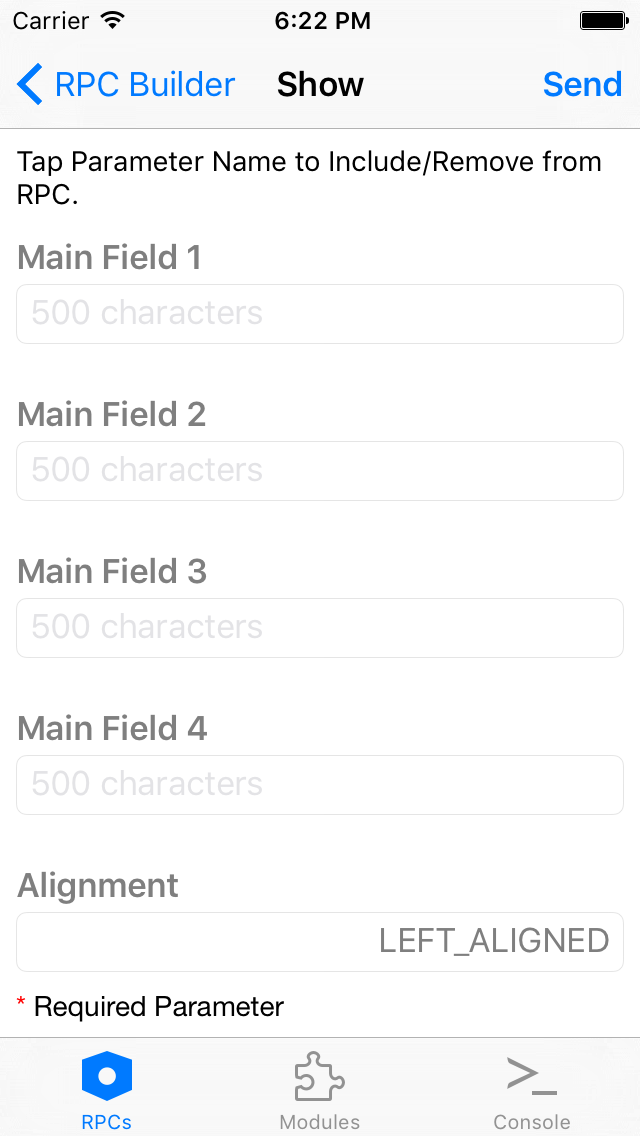 Carrier 6:22 PM
RPC Builder Show Send
Tap Parameter Name to Include/Remove from
RPC.
Main Field 1
500 characters
Main Field 2
500 characters
Main Field 3
500 characters
Main Field 4
500 characters
Alignment
LEFT_ALIGNED
* Required Parameter
RPCs Modules Console